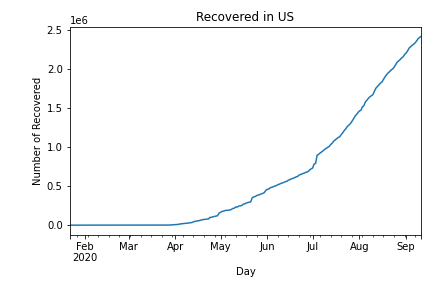 Recovered in US
1e6
2.5
2.0
1.5
1.0
0.5
0.0
Number of Recovered
Feb Mar Apr May Jun Jul Aug Sep
2020
Day